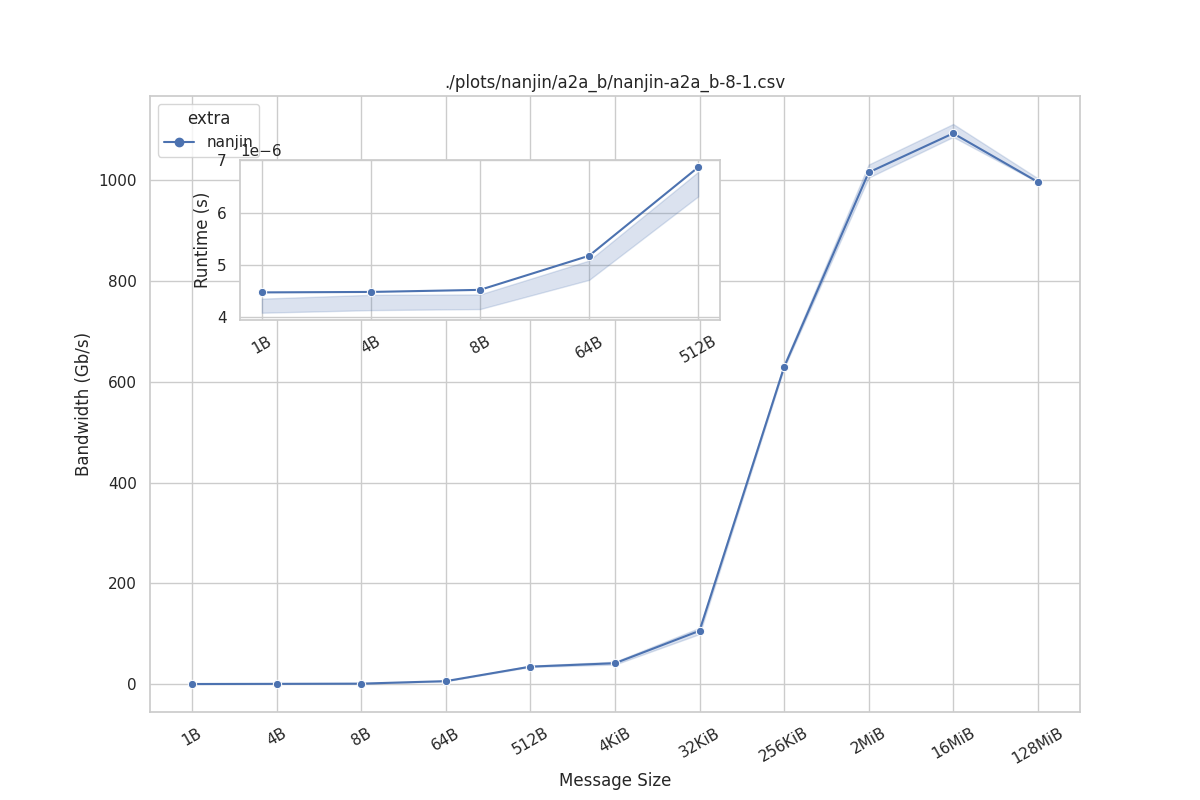 ./plots/nanjin/a2a_b/nanjin-a2a_b-8-1.csv
extra
nanjin
1e−6
7
6
5
4
Runtime (s)
1B
4B
8B
64B
512B
1000
800
600
400
200
0
Bandwidth (Gb/s)
1B
4B
8B
64B
512B
4KiB
32KiB
256KiB
2MiB
16MiB
128MiB
Message Size